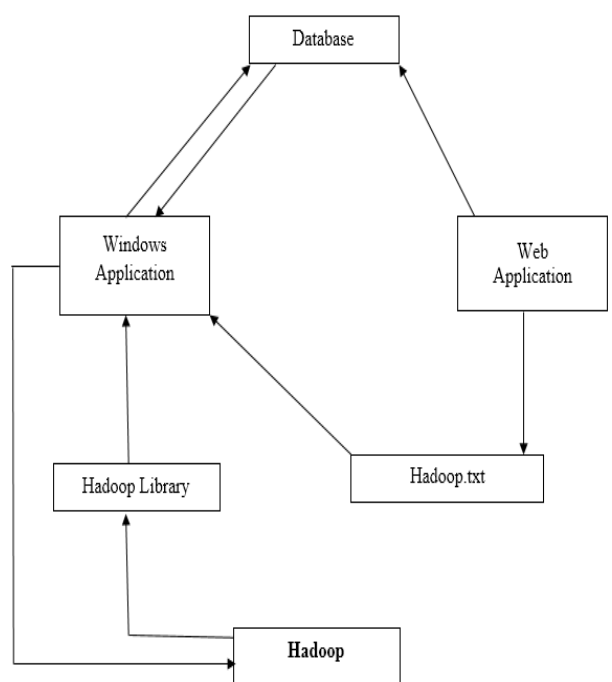 Database
Windows
Application
Web
Application
Hadoop Library
Hadoop.txt
Hadoop